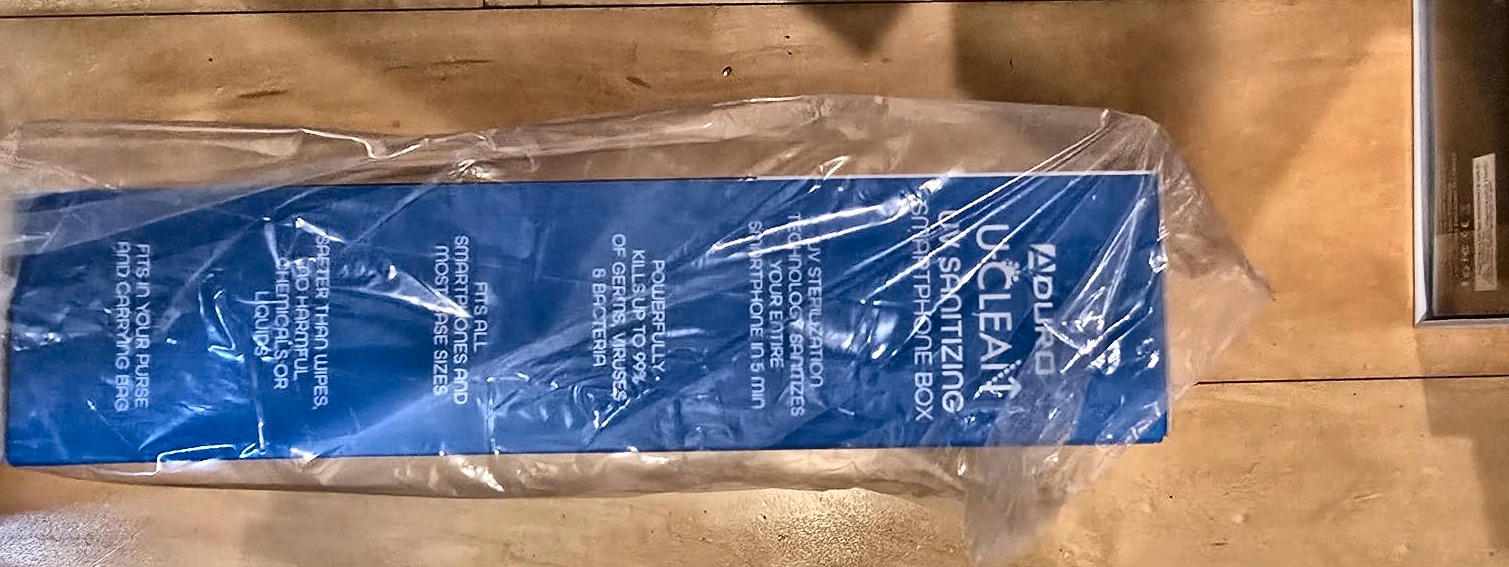 ADURO
U CLEAN
UV SANITIZING
SMARTPHONE BOX
UV STERILIZATION
TECHNOLOGY SANITIZES
YOUR ENTIRE
SMARTPHONE IN 5 MIN
POWERFULLY
KILLS UP TO 99%
OF GERMS, VIRUSES
& BACTERIA
FITS ALL
SMARTPHONES AND
MOST CASE SIZES
SAFTER THAN WIPES,
NO HARMFUL
CHEMICALS OR
LIQUIDS
FITS IN YOUR PURSE
AND CARRYING BAG